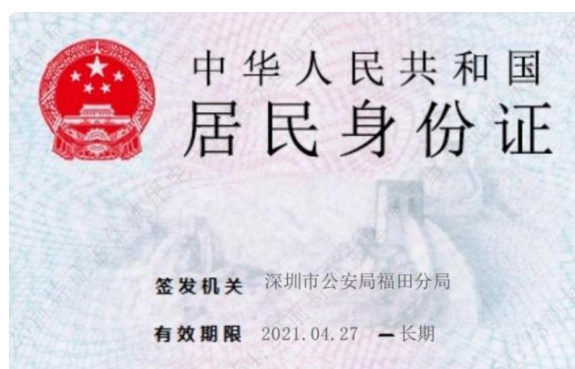 中华人民共和国
居民身份证
签发机关 深圳市公安局福田分局
有效期限 2021.04.27 — 长期